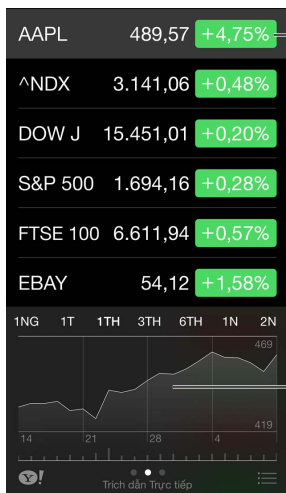 AAPL 489,57 +4,75%
^NDX 3.141,06 +0,48%
DOW J 15.451,01 +0,20%
S&P 500 1.694,16 +0,28%
FTSE 100 6.611,94 +0,57%
EBAY 54,12 +1,58%
1NG 1T 1TH 3TH 6TH 1N 2N
469
419
14 21 28 4
Y!
Trích dẫn Trực tiếp